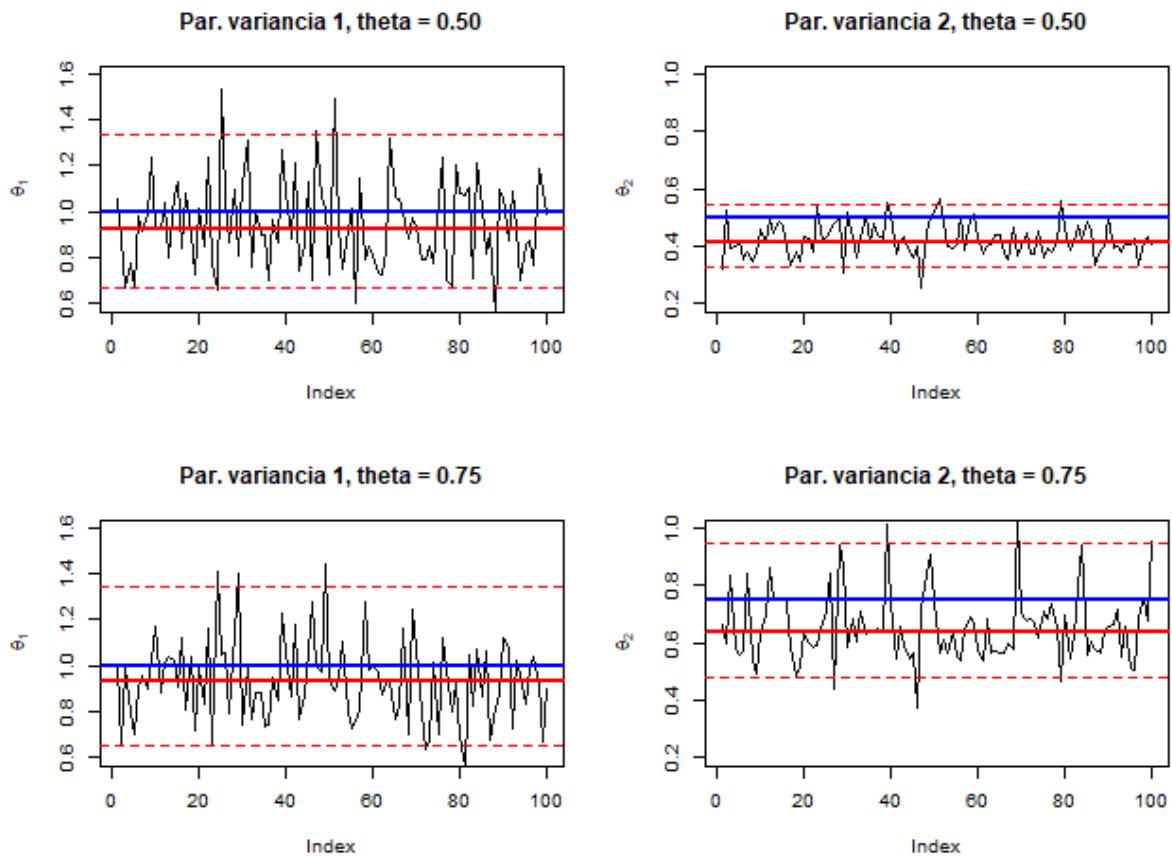 Par. variancia 1, theta = 0.50
θ1
1.6
1.4
1.2
1.0
0.8
0.6
0 20 40 60 80 100
Index
Par. variancia 2, theta = 0.50
θ2
1.0
0.8
0.6
0.4
0.2
0 20 40 60 80 100
Index
Par. variancia 1, theta = 0.75
θ1
1.6
1.4
1.2
1.0
0.8
0.6
0 20 40 60 80 100
Index
Par. variancia 2, theta = 0.75
θ2
1.0
0.8
0.6
0.4
0.2
0 20 40 60 80 100
Index